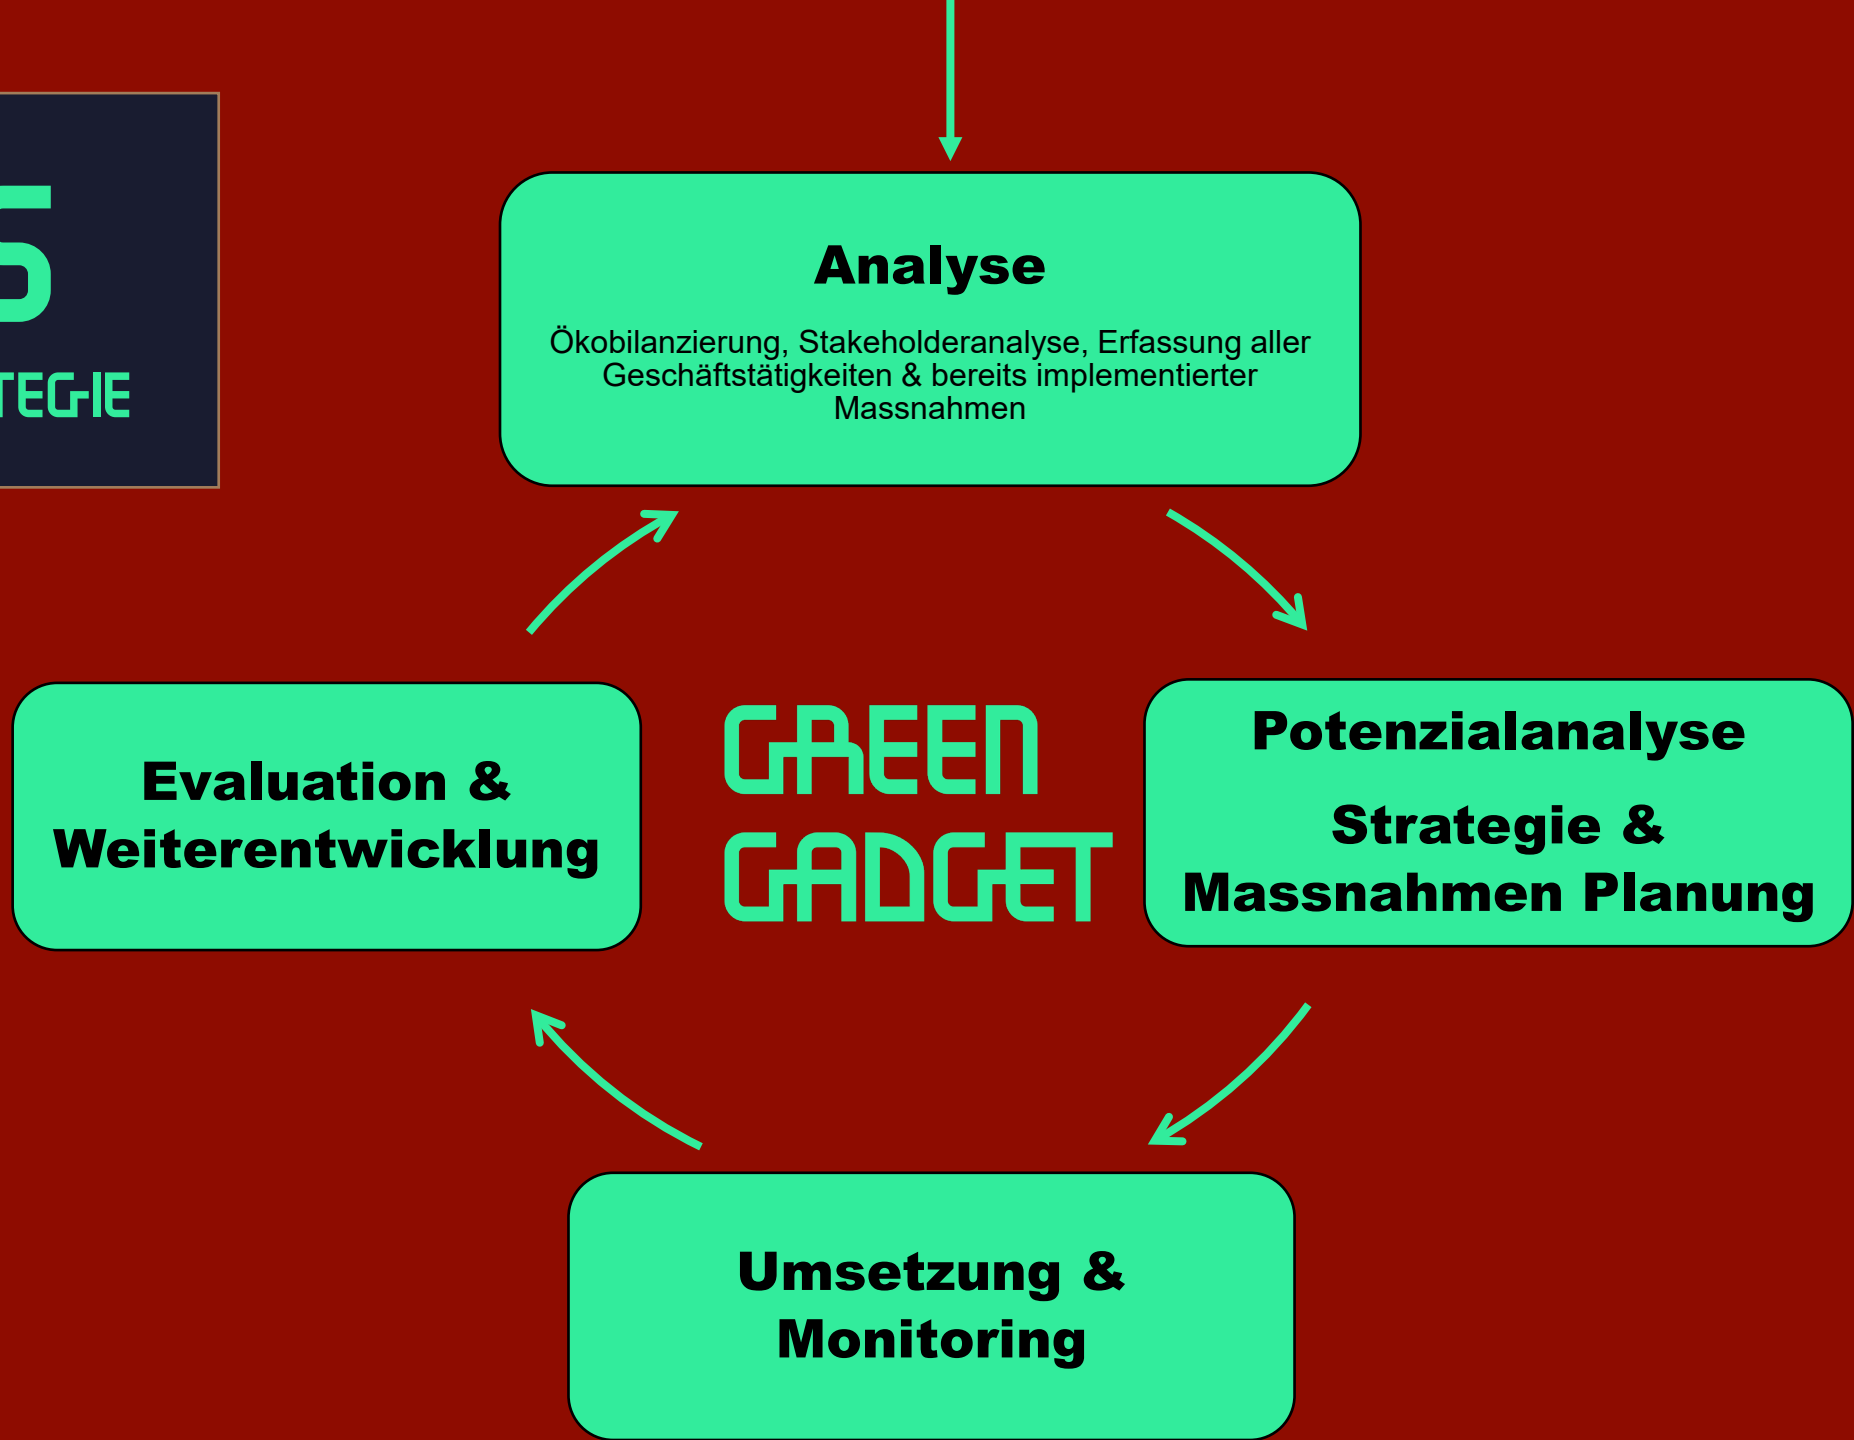 Analyse
Ökobilanzierung, Stakeholderanalyse, Erfassung aller
Geschäftstätigkeiten & bereits implementierter
Massnahmen
Potenzialanalyse
Strategie &
Massnahmen Planung
GREEN
GADGET
Evaluation &
Weiterentwicklung
Umsetzung &
Monitoring